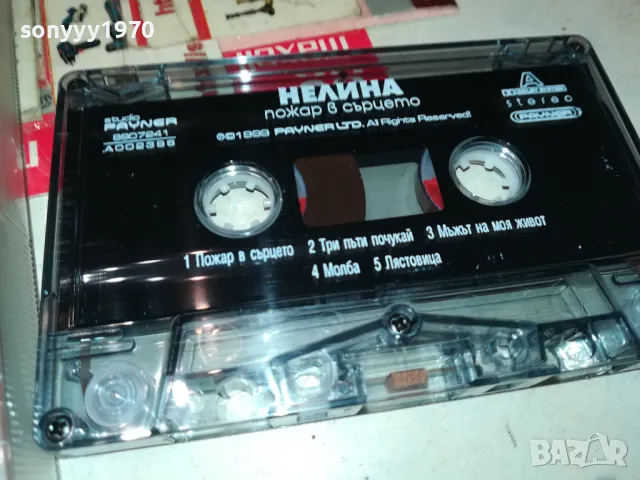 sonyyy1970
НЕЛИНА
пожар в сърцето
studio
PAYNER
9807241
A002395
A
stereo
PAYNER
℗©1998 PAYNER LTD. All Rights Reserved!
1 Пожар в сърцето 2 Три пъти почукай 3 Мъжът на моя живот
4 Молба 5 Лястовица
BAZAR